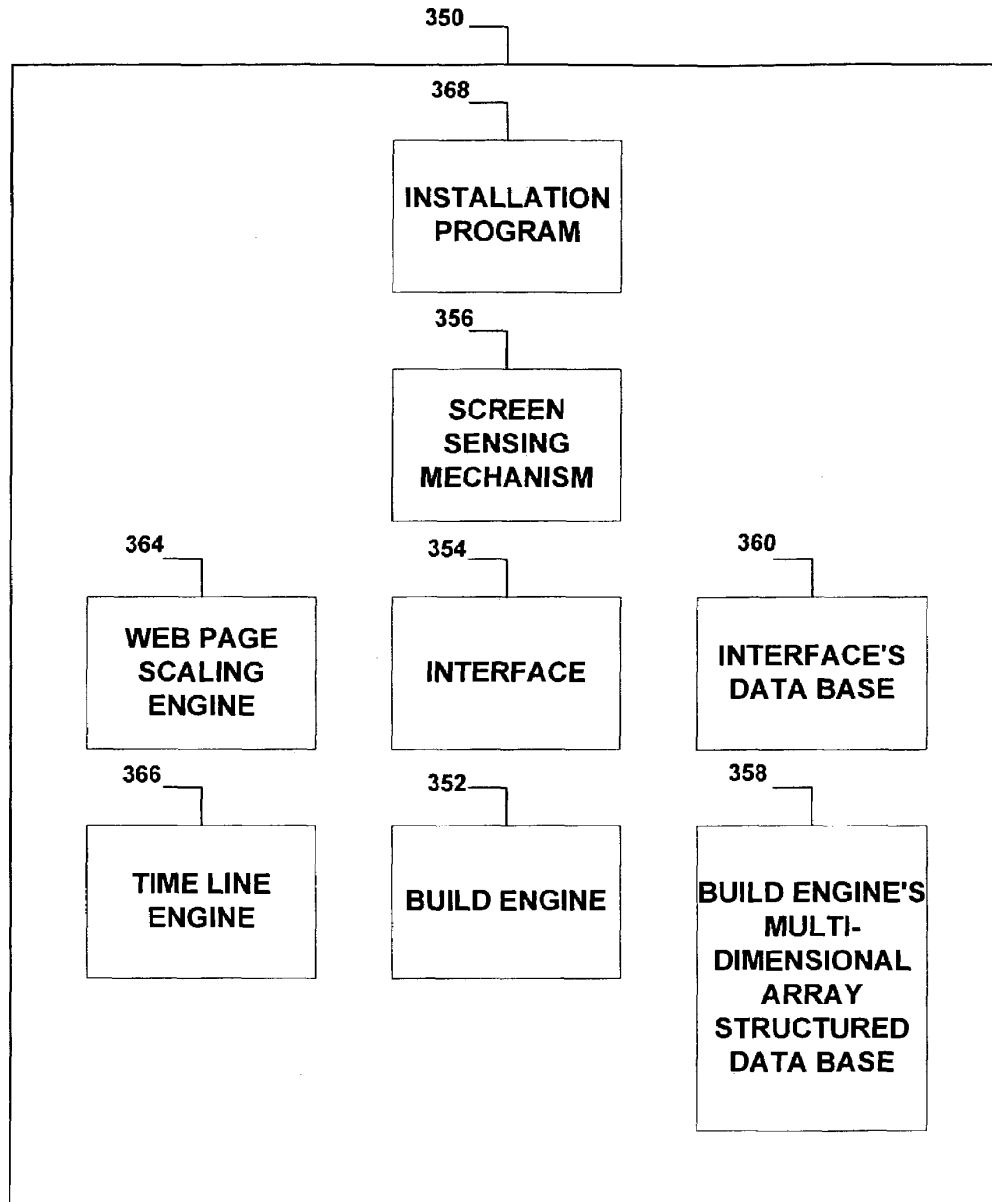 350
368
INSTALLATION
PROGRAM
356
SCREEN
SENSING
MECHANISM
364
WEB PAGE
SCALING
ENGINE
354
INTERFACE
360
INTERFACE'S
DATA BASE
366
TIME LINE
ENGINE
352
BUILD ENGINE
358
BUILD ENGINE'S
MULTI-
DIMENSIONAL
ARRAY
STRUCTURED
DATA BASE